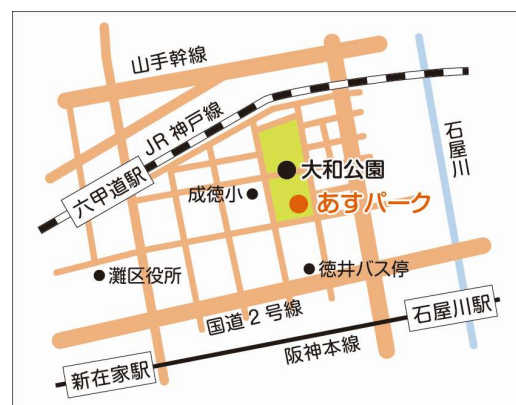 山手幹線
JR神戸線
六甲道駅
石屋川
大和公園
成徳小
あすパーク
灘区役所
徳井バス停
国道2号線
石屋川駅
阪神本線
新在家駅